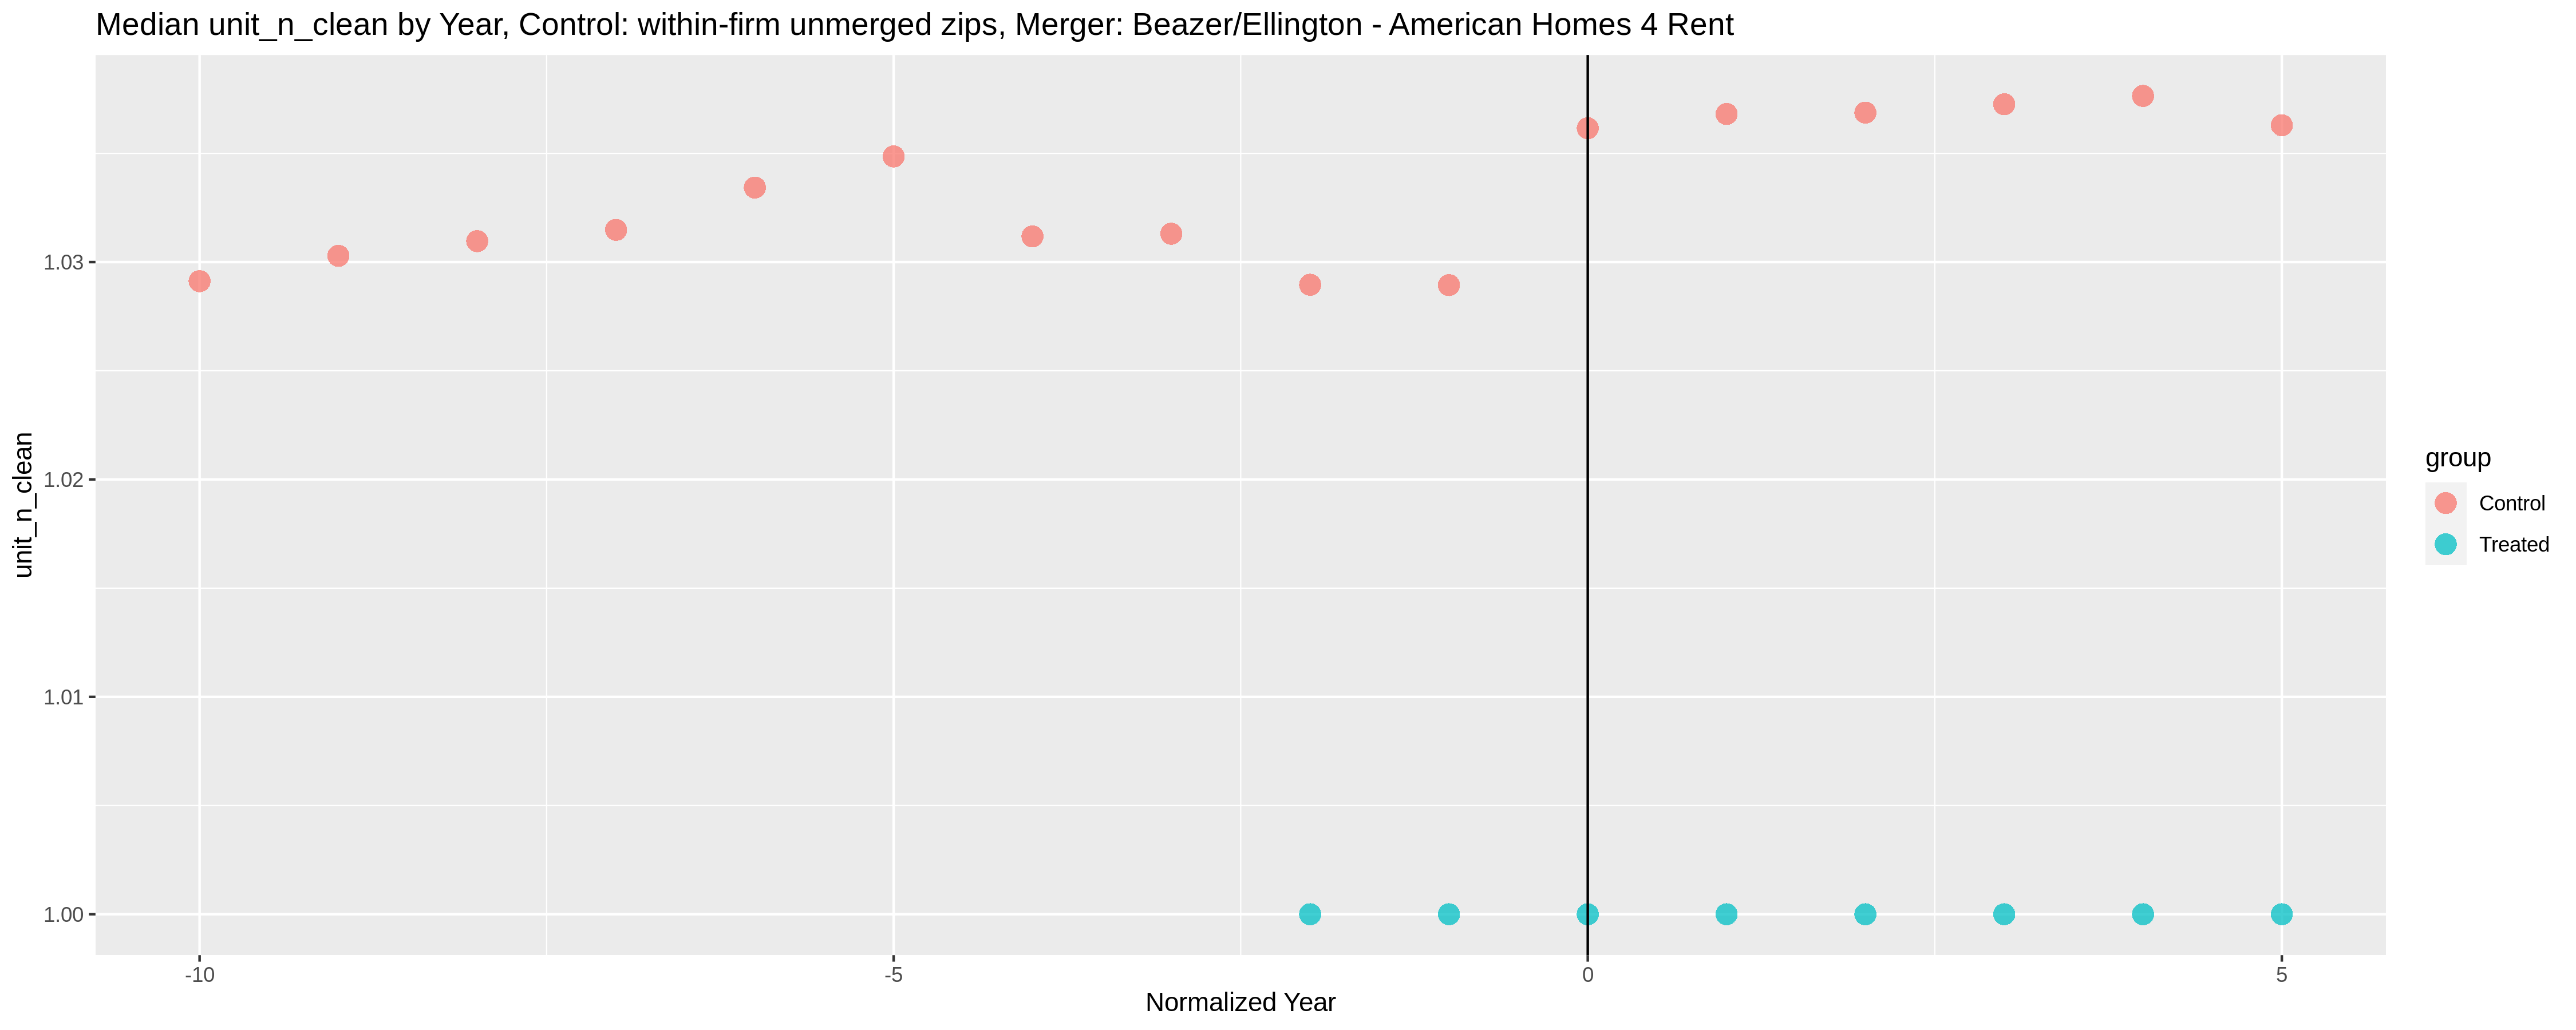 Median unit_n_clean by Year, Control: within-firm unmerged zips, Merger: Beazer/Ellington - American Homes 4 Rent
unit_n_clean
1.03
1.02
1.01
1.00
-10
-5
0
5
Normalized Year
group
Control
Treated